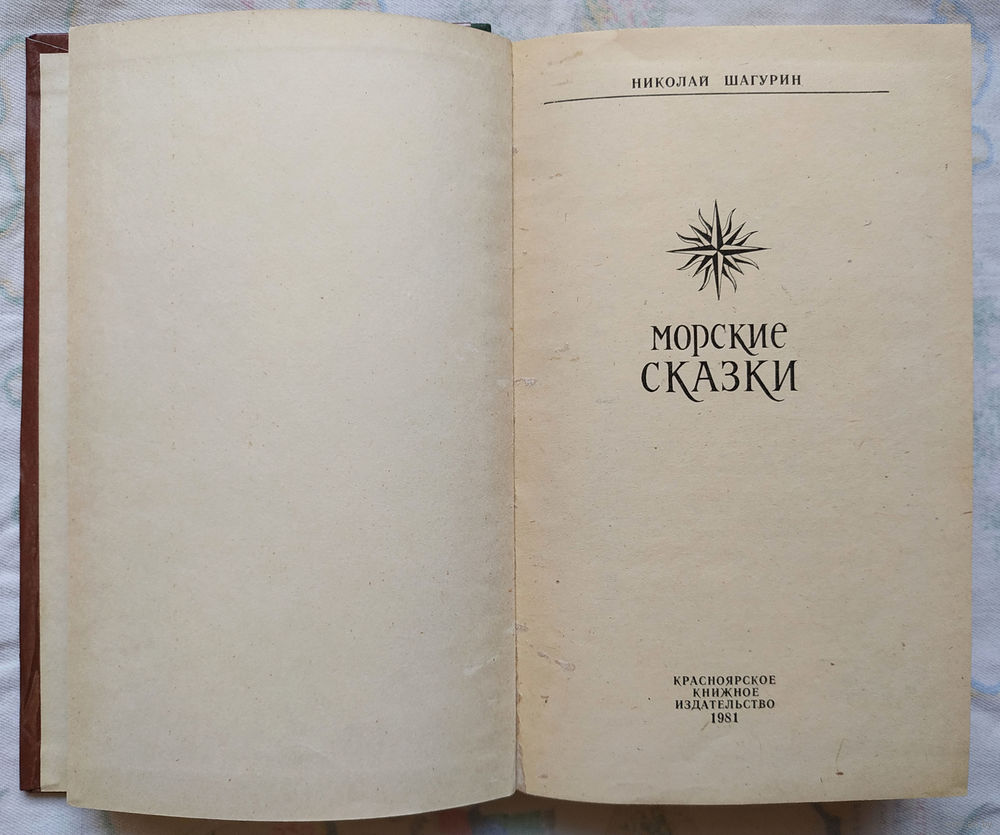 НИКОЛАЙ ШАГУРИН
МОРСКИЕ
СКАЗКИ
КРАСНОЯРСКОЕ
КНИЖНОЕ
ИЗДАТЕЛЬСТВО
1981